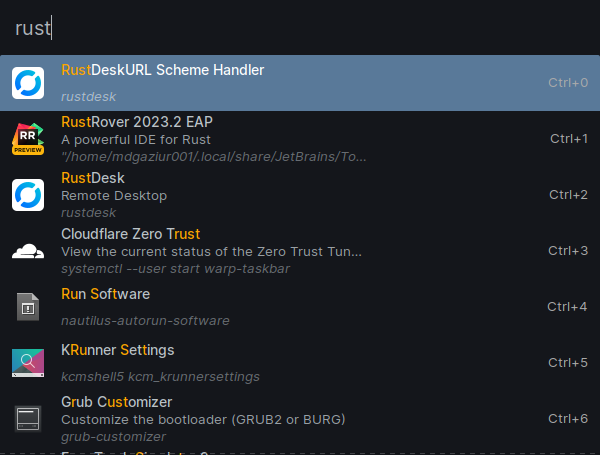 rust
RustDeskURL Scheme Handler
rustdesk
Ctrl+0
RR
PREVIEW
RustRover 2023.2 EAP
A powerful IDE for Rust
"/home/mdgaziur001/.local/share/JetBrains/To...
Ctrl+1
RustDesk
Remote Desktop
rustdesk
Ctrl+2
Cloudflare Zero Trust
View the current status of the Zero Trust Tun...
systemctl --user start warp-taskbar
Ctrl+3
Run Software
nautilus-autorun-software
Ctrl+4
KRunner Settings
kcmshell5 kcm_krunnersettings
Ctrl+5
Grub Customizer
Customize the bootloader (GRUB2 or BURG)
grub-customizer
Ctrl+6